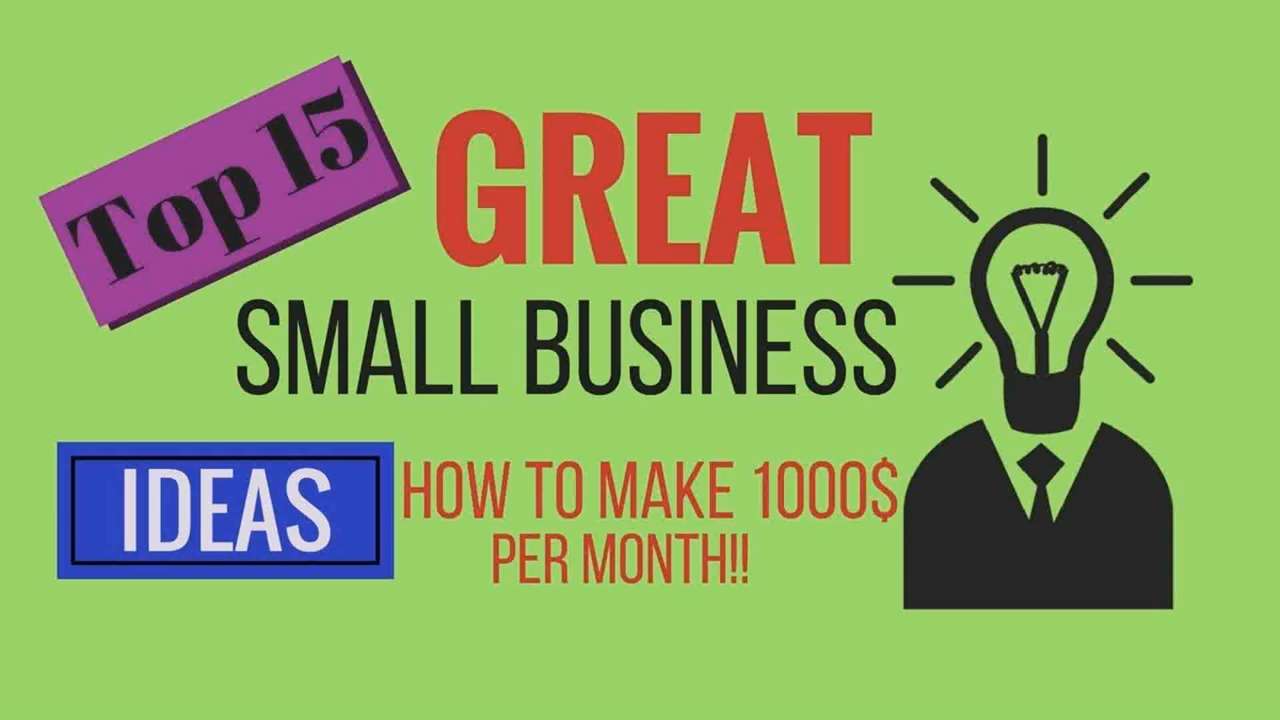 Top 15
GREAT
SMALL BUSINESS
IDEAS
HOW TO MAKE 1000$
PER MONTH!!